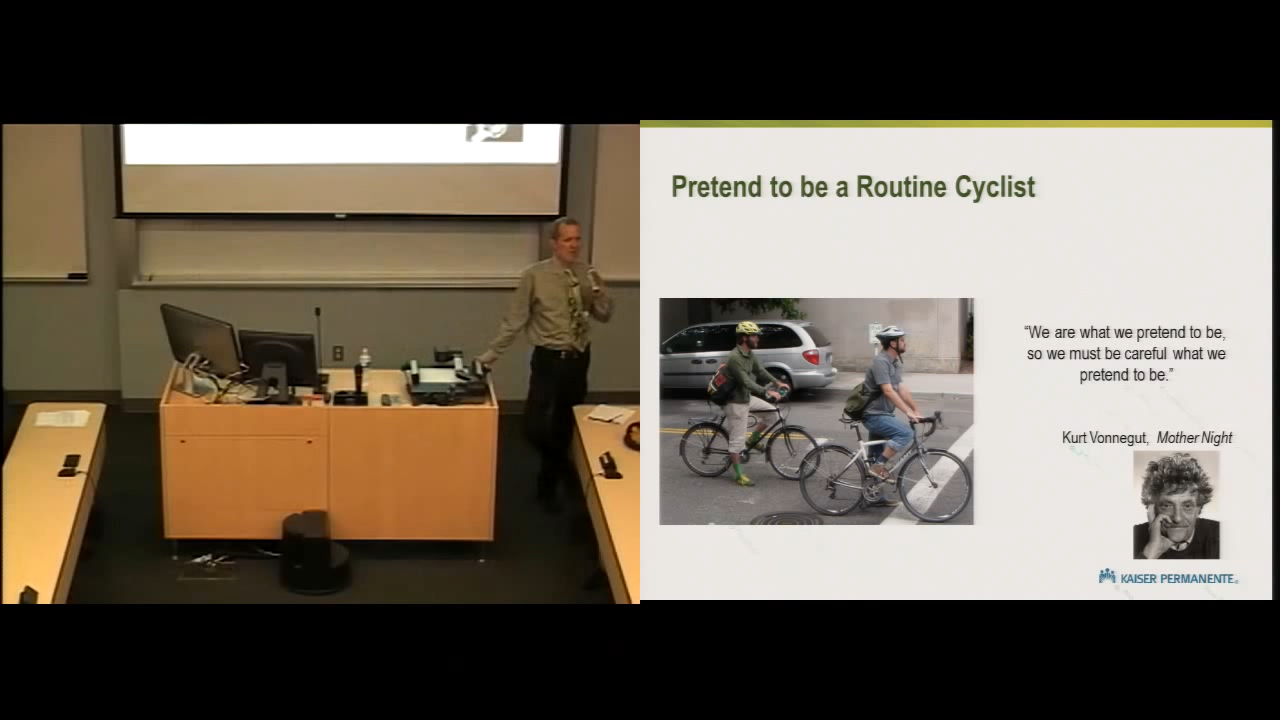 Pretend to be a Routine Cyclist
“We are what we pretend to be,
so we must be careful what we
pretend to be.”
Kurt Vonnegut, Mother Night
KAISER PERMANENTE®